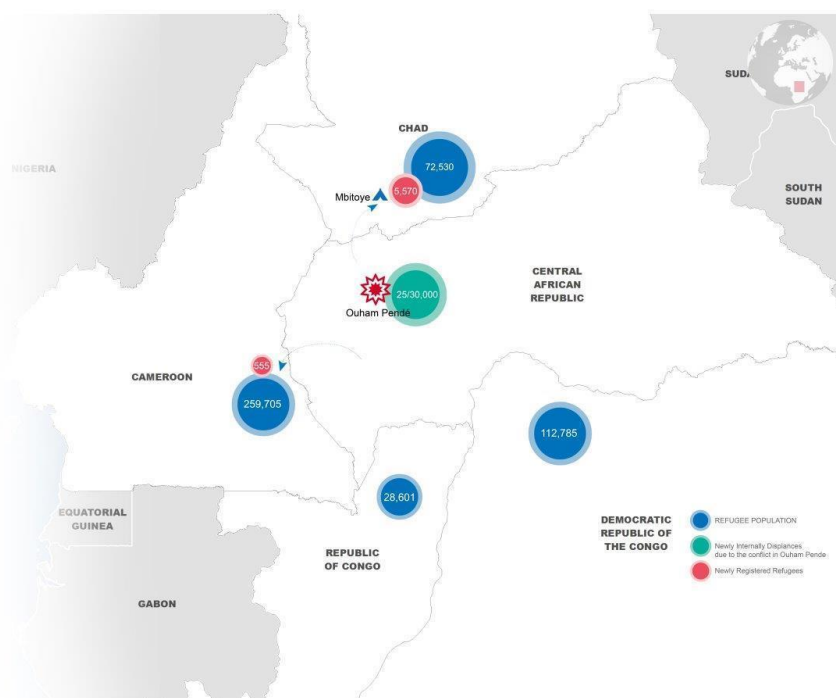 SUD
CHAD
72,530
NIGERIA
5,570
Mbitoye
SOUTH
SUDAN
CENTRAL
AFRICAN
REPUBLIC
25/30,000
Ouham Pendé
555
CAMEROON
259,705
112,785
28,601
EQUATORIAL
GUINEA
DEMOCRATIC
REPUBLIC OF
THE CONGO
REFUGEE POPULATION
Newly Internally Displances
due to the conflict in Ouham Pende
Newly Registered Refugees
REPUBLIC
OF CONGO
GABON